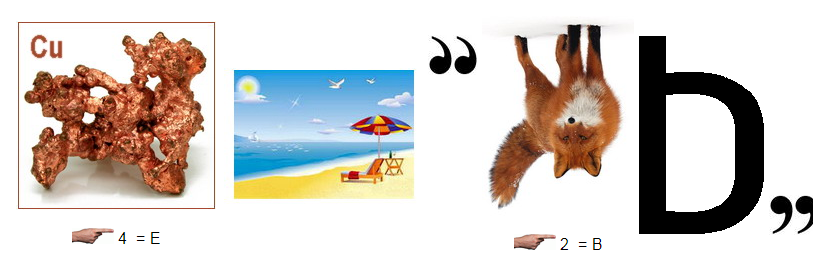 Cu
“
b
”
4 = E
2 = B